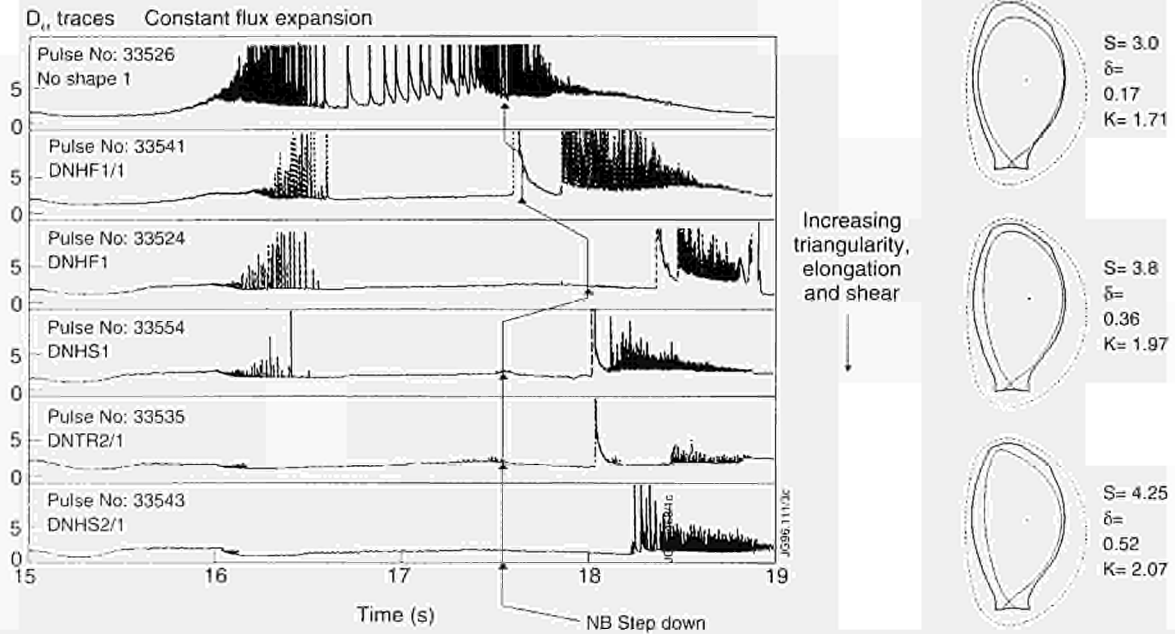 Dα traces Constant flux expansion
Pulse No: 33526
No shape 1
5
0
Pulse No: 33541
DNHF1/1
5
0
Pulse No: 33524
DNHF1
5
0
Pulse No: 33554
DNHS1
5
0
Pulse No: 33535
DNTR2/1
5
0
Pulse No: 33543
DNHS2/1
5
0
15 16 17 18 19
Time (s)
NB Step down
JG96.111/3c
Increasing
triangularity,
elongation
and shear
S= 3.0
δ=
0.17
K= 1.71
S= 3.8
δ=
0.36
K= 1.97
S= 4.25
δ=
0.52
K= 2.07